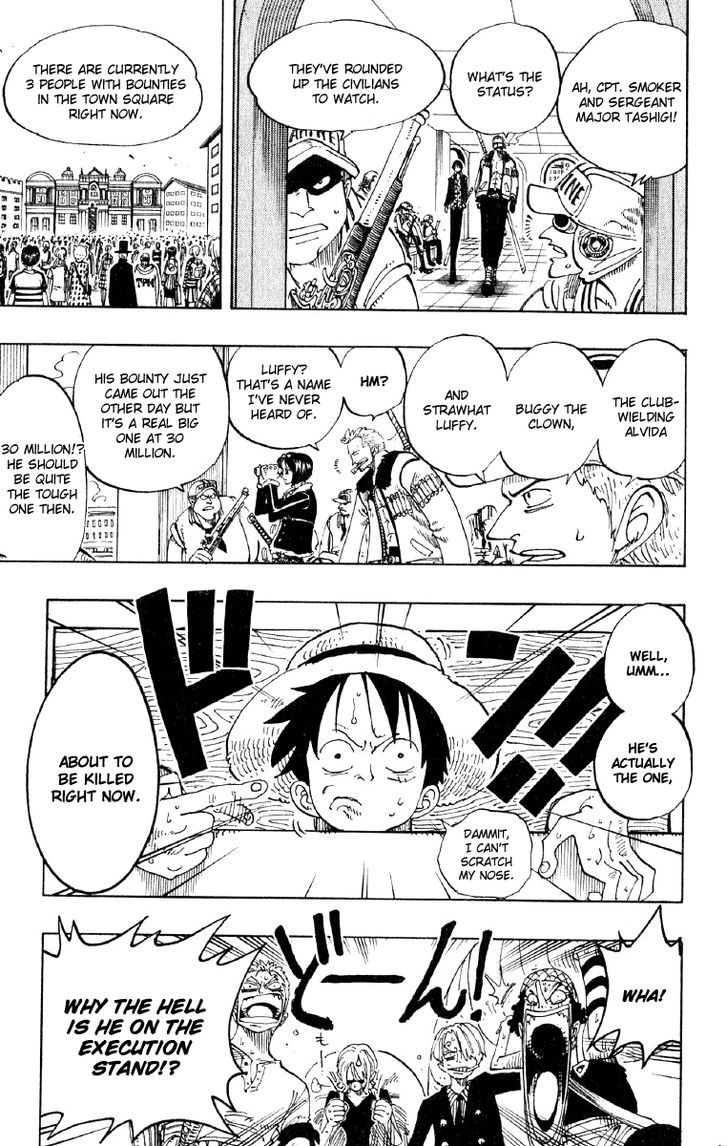 AH, CPT. SMOKER
AND SERGEANT
MAJOR TASHIGI!
WHAT'S THE
STATUS?
THEY'VE ROUNDED
UP THE CIVILIANS
TO WATCH.
THERE ARE CURRENTLY
3 PEOPLE WITH BOUNTIES
IN THE TOWN SQUARE
RIGHT NOW.
THE CLUB-
WIELDING
ALVIDA
BUGGY THE
CLOWN,
AND
STRAWHAT
LUFFY.
HM?
LUFFY?
THAT'S A NAME
I'VE NEVER
HEARD OF.
HIS BOUNTY JUST
CAME OUT THE
OTHER DAY BUT
IT'S A REAL BIG
ONE AT 30
MILLION.
30 MILLION!?
HE SHOULD
BE QUITE
THE TOUGH
ONE THEN.
WELL,
UMM...
HE'S
ACTUALLY
THE ONE,
DAMMIT,
I CAN'T
SCRATCH
MY NOSE.
ABOUT TO
BE KILLED
RIGHT NOW.
WHA!
どーん!
WHY THE HELL
IS HE ON THE
EXECUTION
STAND!?